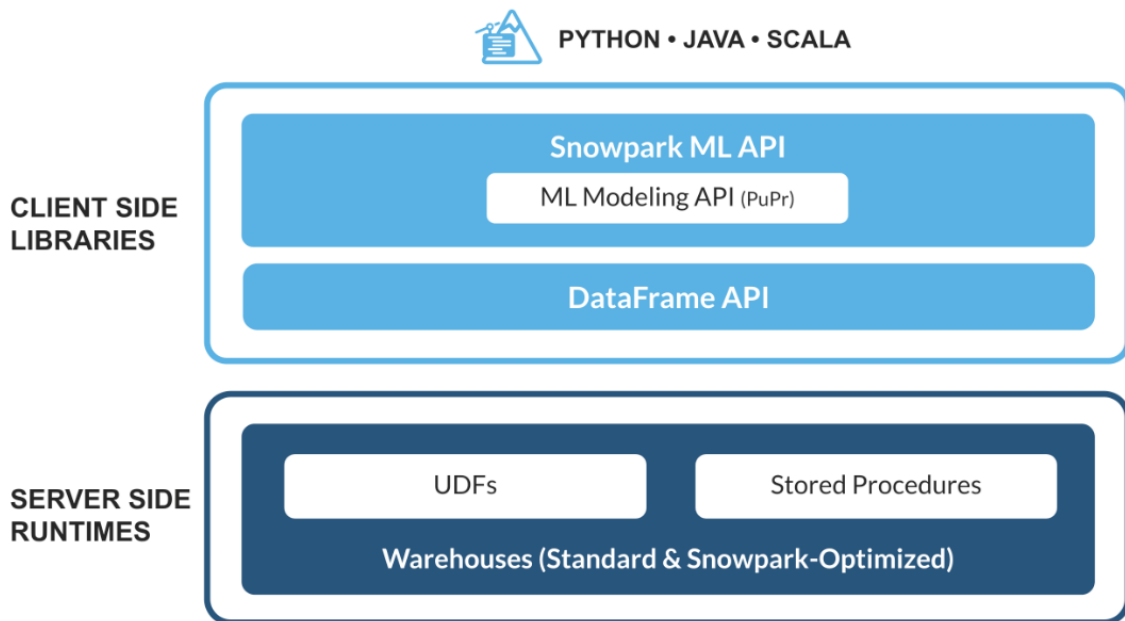 PYTHON • JAVA • SCALA
CLIENT SIDE
LIBRARIES
Snowpark ML API
ML Modeling API (PuPr)
DataFrame API
SERVER SIDE
RUNTIMES
UDFs
Stored Procedures
Warehouses (Standard & Snowpark-Optimized)